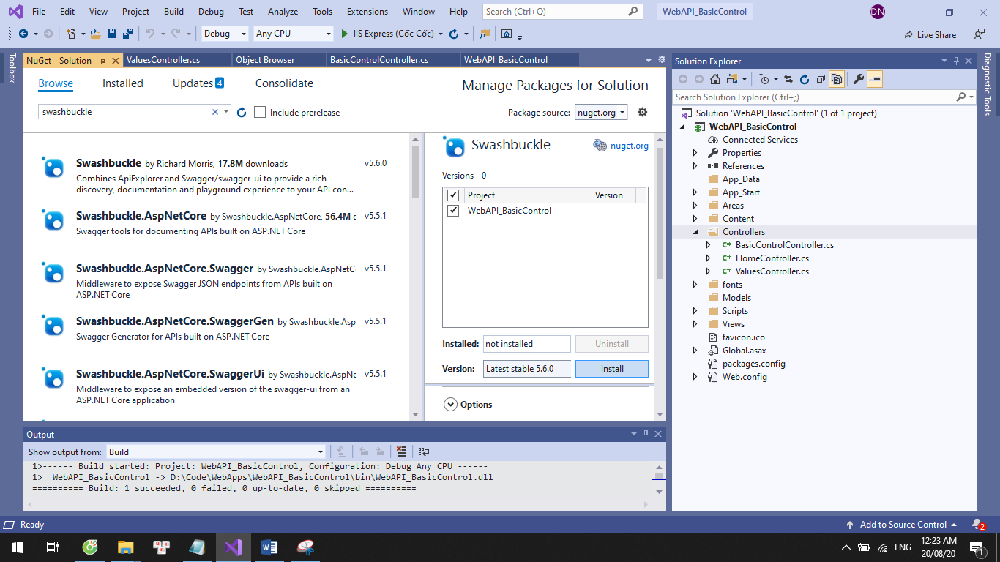 File Edit View Project Build Debug Test Analyze Tools Extensions Window Help Search (Ctrl+Q) WebAPI_BasicControl DN
Debug Any CPU IIS Express (Cốc Cốc) Live Share
Toolbox
NuGet - Solution ValuesController.cs Object Browser BasicControlController.cs WebAPI_BasicControl
Browse Installed Updates 4 Consolidate
Manage Packages for Solution
swashbuckle Include prerelease Package source: nuget.org
Swashbuckle by Richard Morris, 17.8M downloads v5.6.0
Combines ApiExplorer and Swagger/swagger-ui to provide a rich
discovery, documentation and playground experience to your API con...
Swashbuckle.AspNetCore by Swashbuckle.AspNetCore, 56.4M v5.5.1
Swagger tools for documenting APIs built on ASP.NET Core
Swashbuckle.AspNetCore.Swagger by Swashbuckle.AspNetC v5.5.1
Middleware to expose Swagger JSON endpoints from APIs built on
ASP.NET Core
Swashbuckle.AspNetCore.SwaggerGen by Swashbuckle.Asp v5.5.1
Swagger Generator for APIs built on ASP.NET Core
Swashbuckle.AspNetCore.SwaggerUi by Swashbuckle.AspNe v5.5.1
Middleware to expose an embedded version of the swagger-ui from an
ASP.NET Core application
Swashbuckle nuget.org
Versions - 0
Project Version
WebAPI_BasicControl
Installed: not installed Uninstall
Version: Latest stable 5.6.0 Install
Options
Output
Show output from: Build
1>------ Build started: Project: WebAPI_BasicControl, Configuration: Debug Any CPU ------
1> WebAPI_BasicControl -> D:\Code\WebApps\WebAPI_BasicControl\bin\WebAPI_BasicControl.dll
========== Build: 1 succeeded, 0 failed, 0 up-to-date, 0 skipped ==========
Solution Explorer
Search Solution Explorer (Ctrl+;)
Solution 'WebAPI_BasicControl' (1 of 1 project)
WebAPI_BasicControl
Connected Services
Properties
References
App_Data
App_Start
Areas
Content
Controllers
C# BasicControlController.cs
C# HomeController.cs
C# ValuesController.cs
fonts
Models
Scripts
Views
favicon.ico
Global.asax
packages.config
Web.config
Diagnostic Tools
Ready Add to Source Control 2
ENG 12:23 AM
20/08/20 1